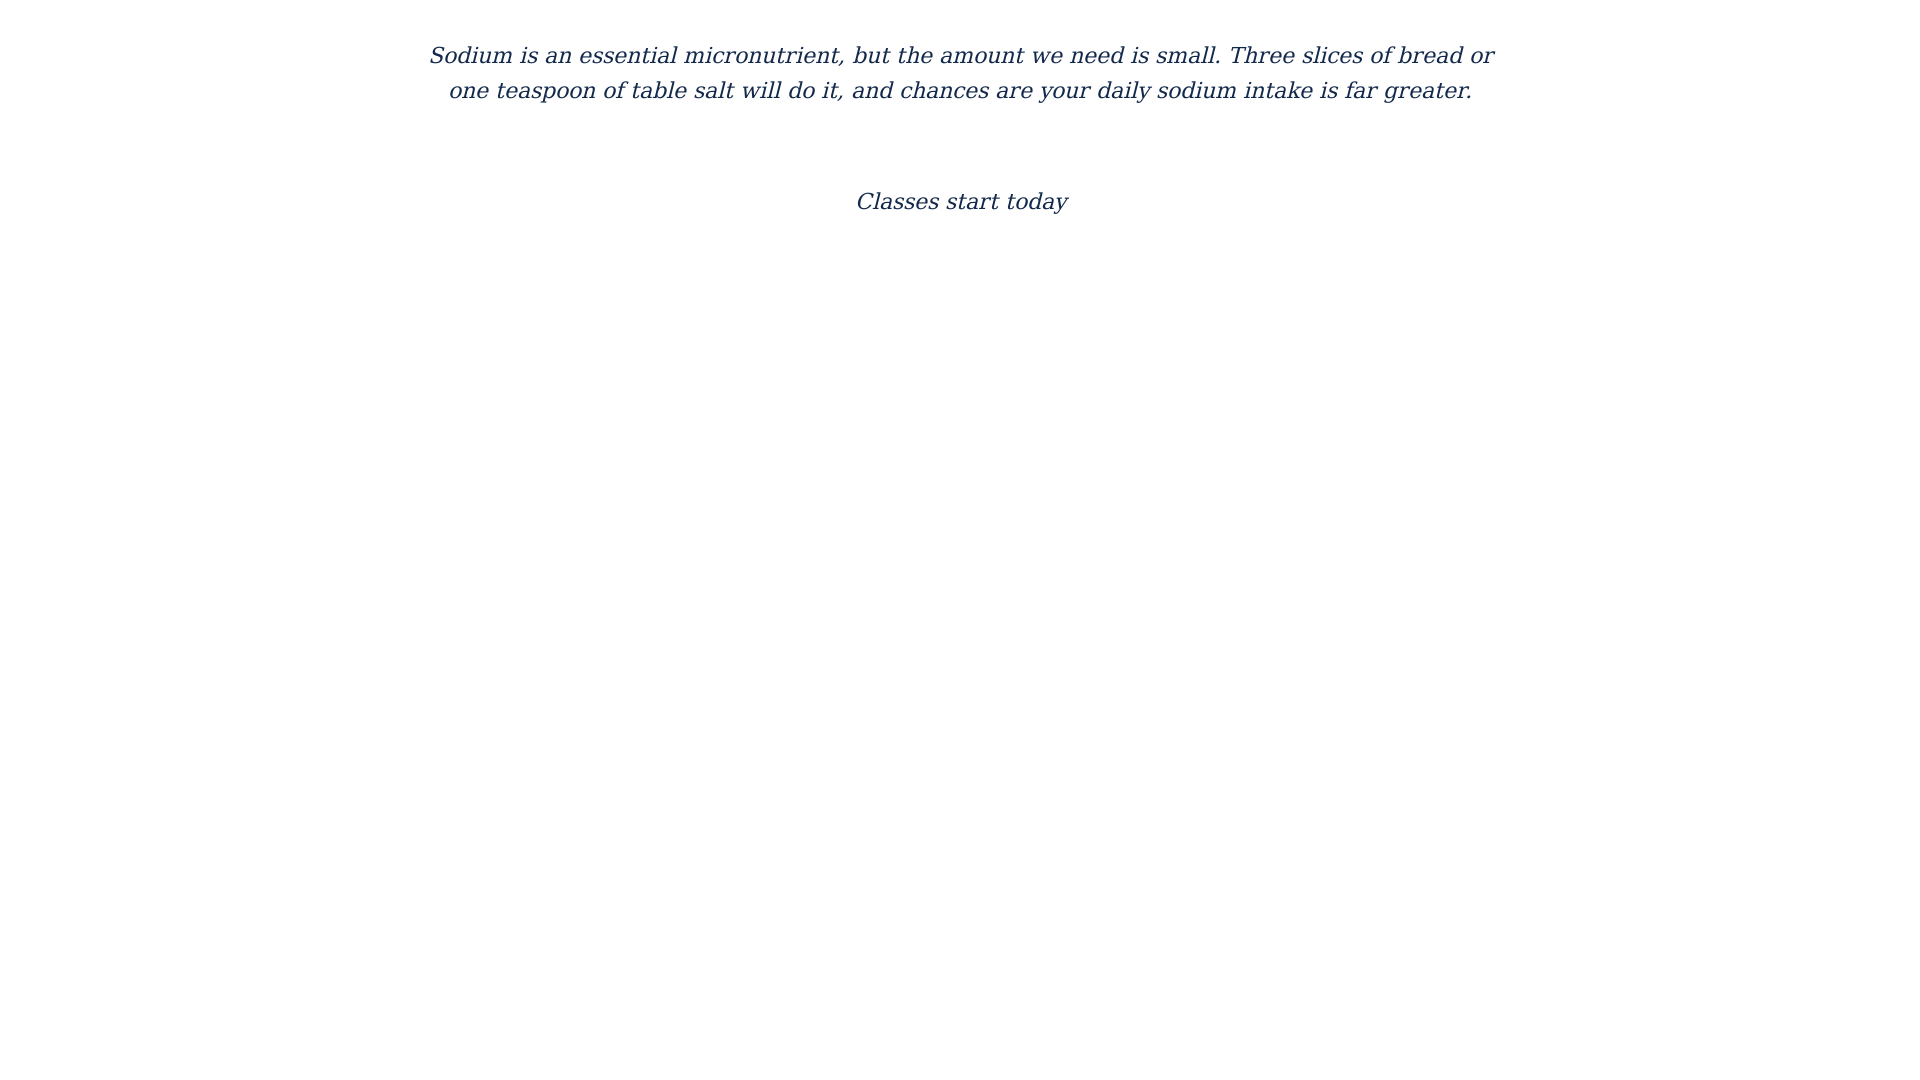 Sodium is an essential micronutrient, but the amount we need is small. Three slices of bread or
one teaspoon of table salt will do it, and chances are your daily sodium intake is far greater.
Classes start today